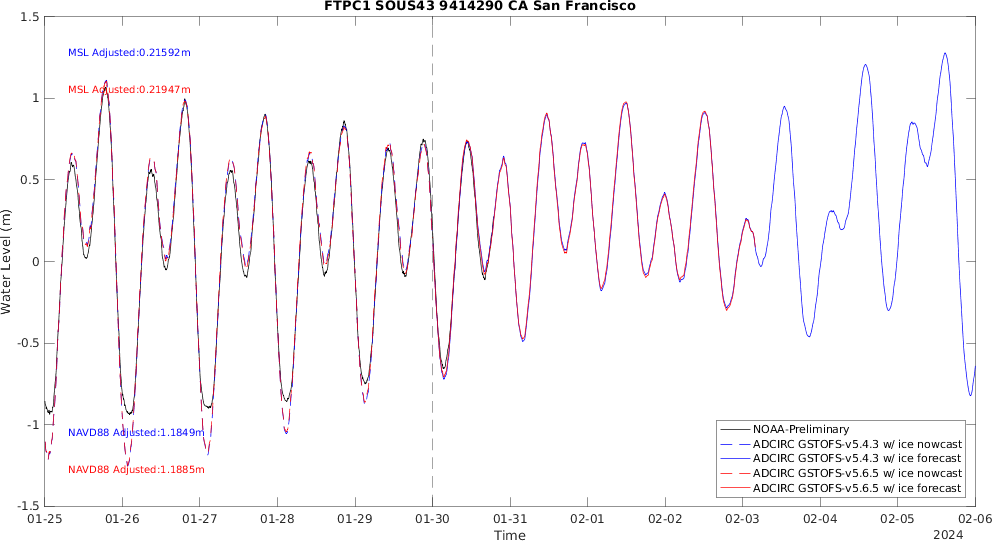 FTPC1 SOUS43 9414290 CA San Francisco
1.5
1
0.5
0
-0.5
-1
-1.5
Water Level (m)
MSL Adjusted:0.21592m
MSL Adjusted:0.21947m
NAVD88 Adjusted:1.1849m
NAVD88 Adjusted:1.1885m
NOAA-Preliminary
ADCIRC GSTOFS-v5.4.3 w/ ice nowcast
ADCIRC GSTOFS-v5.4.3 w/ ice forecast
ADCIRC GSTOFS-v5.6.5 w/ ice nowcast
ADCIRC GSTOFS-v5.6.5 w/ ice forecast
01-25 01-26 01-27 01-28 01-29 01-30 01-31 02-01 02-02 02-03 02-04 02-05 02-06
Time
2024